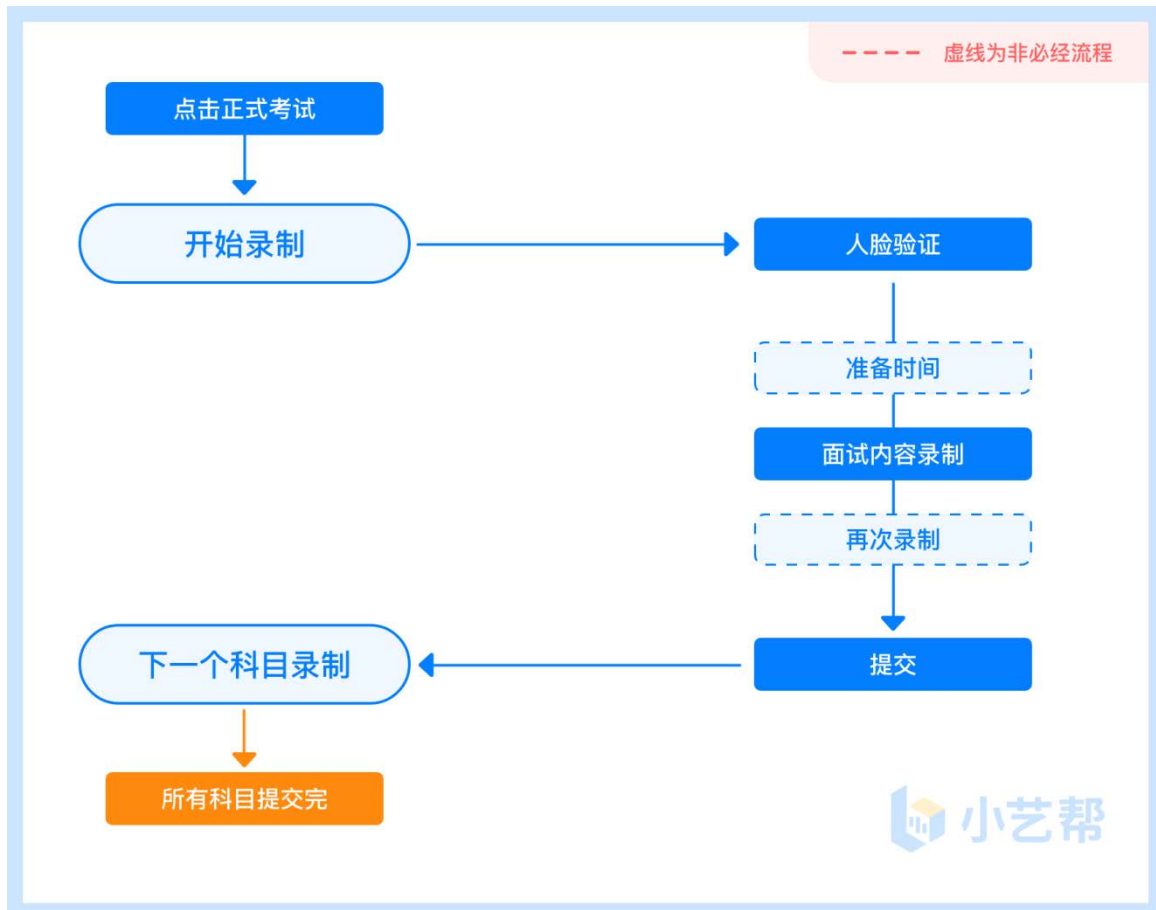 虚线为非必经流程
点击正式考试
开始录制
人脸验证
准备时间
面试内容录制
再次录制
提交
下一个科目录制
所有科目提交完
小艺帮